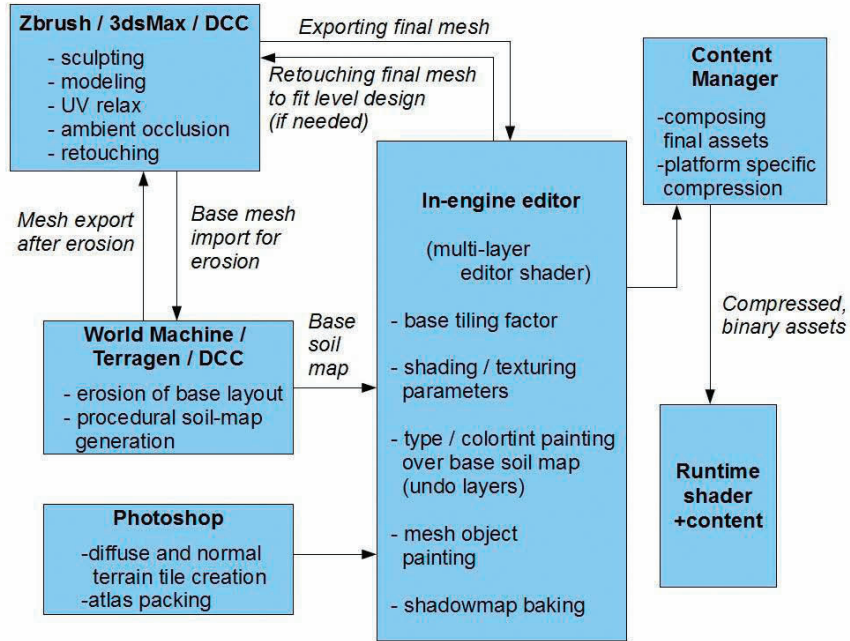 Zbrush / 3dsMax / DCC
- sculpting
- modeling
- UV relax
- ambient occlusion
- retouching
Exporting final mesh
Retouching final mesh
to fit level design
(if needed)
Content
Manager
-composing
final assets
-platform specific
compression
Mesh export
after erosion
Base mesh
import for
erosion
World Machine /
Terragen / DCC
- erosion of base layout
- procedural soil-map
generation
Base
soil
map
Photoshop
-diffuse and normal
terrain tile creation
-atlas packing
In-engine editor
(multi-layer
editor shader)
- base tiling factor
- shading / texturing
parameters
- type / colortint painting
over base soil map
(undo layers)
- mesh object
painting
- shadowmap baking
Compressed,
binary assets
Runtime
shader
+content